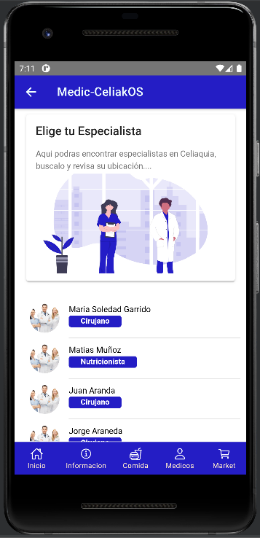 7:11
Medic-CeliakOS
Elige tu Especialista
Aqui podras encontrar especialistas en Celiaquia,
buscalo y revisa su ubicación....
Maria Soledad Garrido
Cirujano
Matias Muñoz
Nutricionista
Juan Aranda
Cirujano
Jorge Araneda
Inicio
Informacion
Comida
Medicos
Market